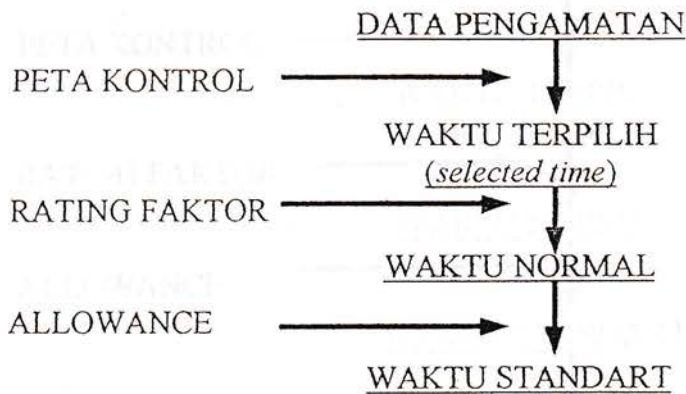 DATA PENGAMATAN
PETA KONTROL
WAKTU TERPILIH
(selected time)
RATING FAKTOR
WAKTU NORMAL
ALLOWANCE
WAKTU STANDART